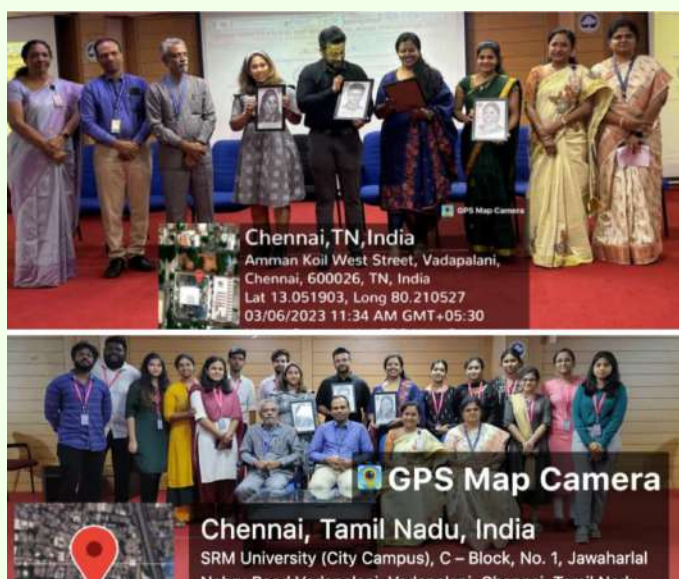 GPS Map Camera
Chennai,TN,India
Amman Koil West Street, Vadapalani,
Chennai, 600026, TN, India
Lat 13.051903, Long 80.210527
03/06/2023 11:34 AM GMT+05:30
GPS Map Camera
Chennai, Tamil Nadu, India
SRM University (City Campus), C – Block, No. 1, Jawaharlal